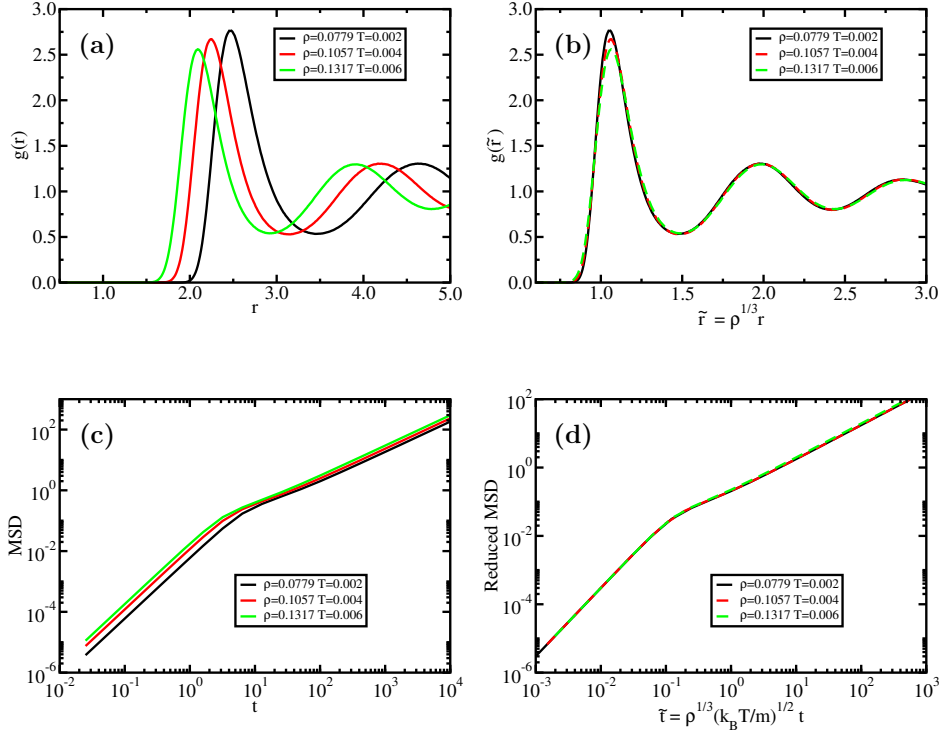 (a)
ρ=0.0779 T=0.002
ρ=0.1057 T=0.004
ρ=0.1317 T=0.006
g(r)
3.0
2.5
2.0
1.5
1.0
0.5
0.0
1.0 2.0 3.0 4.0 5.0
r
(b)
ρ=0.0779 T=0.002
ρ=0.1057 T=0.004
ρ=0.1317 T=0.006
g(r̃)
3.0
2.5
2.0
1.5
1.0
0.5
0.0
1.0 1.5 2.0 2.5 3.0
r̃ = ρ^{1/3} r
(c)
MSD
10^2
10^0
10^{-2}
10^{-4}
10^{-6}
ρ=0.0779 T=0.002
ρ=0.1057 T=0.004
ρ=0.1317 T=0.006
10^{-2} 10^{-1} 10^0 10^1 10^2 10^3 10^4
t
(d)
Reduced MSD
10^2
10^0
10^{-2}
10^{-4}
10^{-6}
ρ=0.0779 T=0.002
ρ=0.1057 T=0.004
ρ=0.1317 T=0.006
10^{-3} 10^{-2} 10^{-1} 10^0 10^1 10^2 10^3
t̃ = ρ^{1/3} (k_B T/m)^{1/2} t